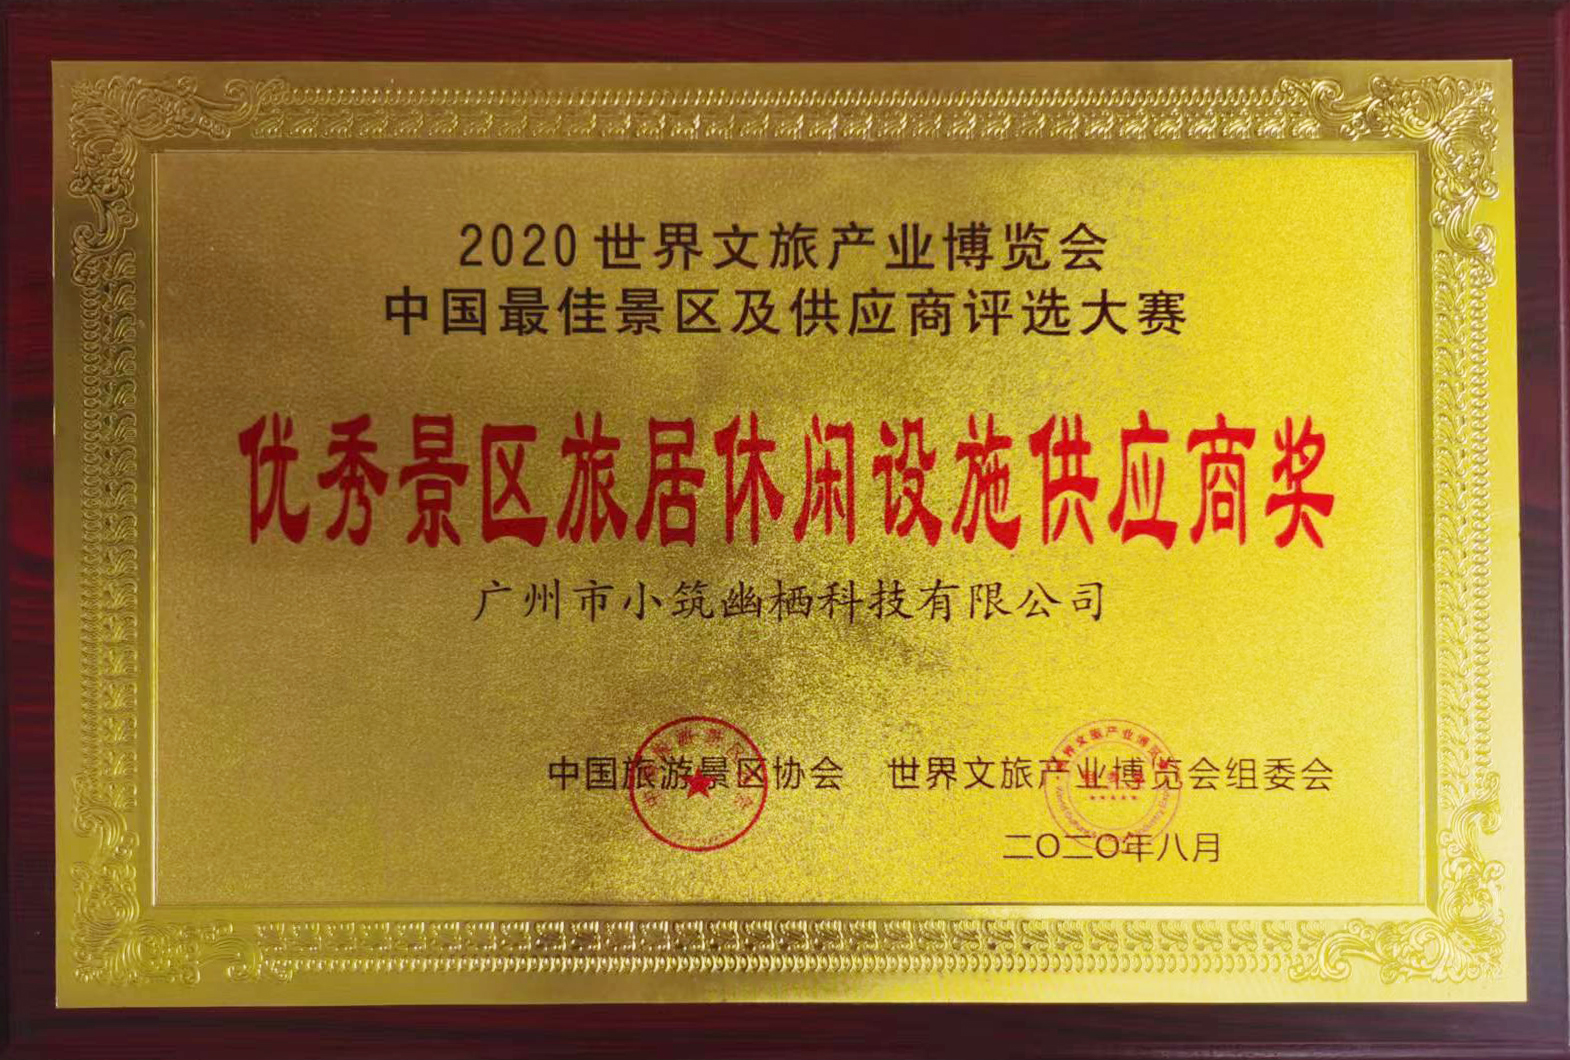 2020世界文旅产业博览会
中国最佳景区及供应商评选大赛
优秀景区旅居休闲设施供应商奖
广州市小筑幽栖科技有限公司
中国旅游景区协会 世界文旅产业博览会组委会
二〇二〇年八月